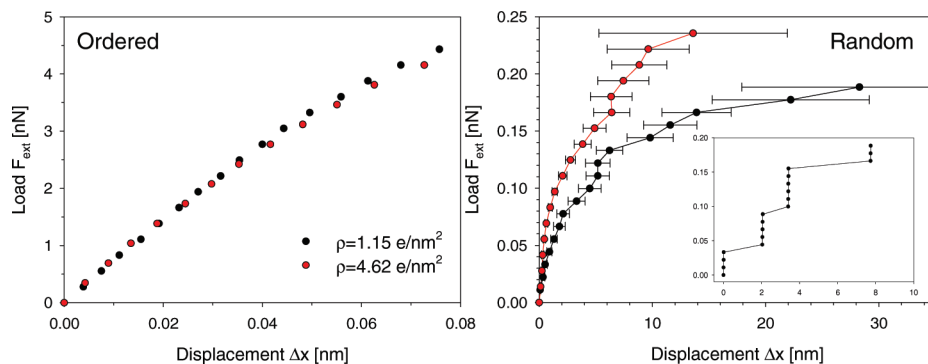 Ordered
Load F_ext [nN]
5
4
3
2
1
0
0.00 0.02 0.04 0.06 0.08
Displacement Δx [nm]
ρ=1.15 e/nm²
ρ=4.62 e/nm²
Random
Load F_ext [nN]
0.25
0.20
0.15
0.10
0.05
0.00
0 10 20 30
Displacement Δx [nm]
0.20
0.15
0.10
0.05
0.00
0 2 4 6 8 10